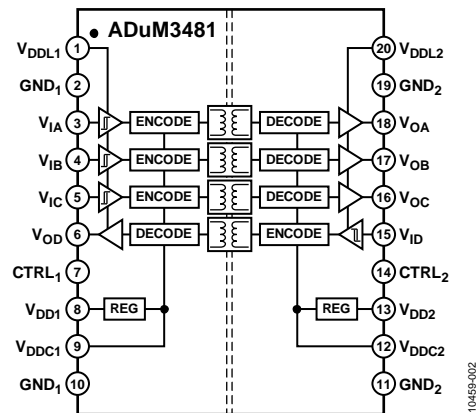 ADuM3481
VDDL1 1 20 VDDL2
GND1 2 19 GND2
VIA 3 ENCODE DECODE 18 VOA
VIB 4 ENCODE DECODE 17 VOB
VIC 5 ENCODE DECODE 16 VOC
VOD 6 DECODE ENCODE 15 VID
CTRL1 7 14 CTRL2
VDD1 8 REG REG 13 VDD2
VDDC1 9 12 VDDC2
GND1 10 11 GND2
10459-002